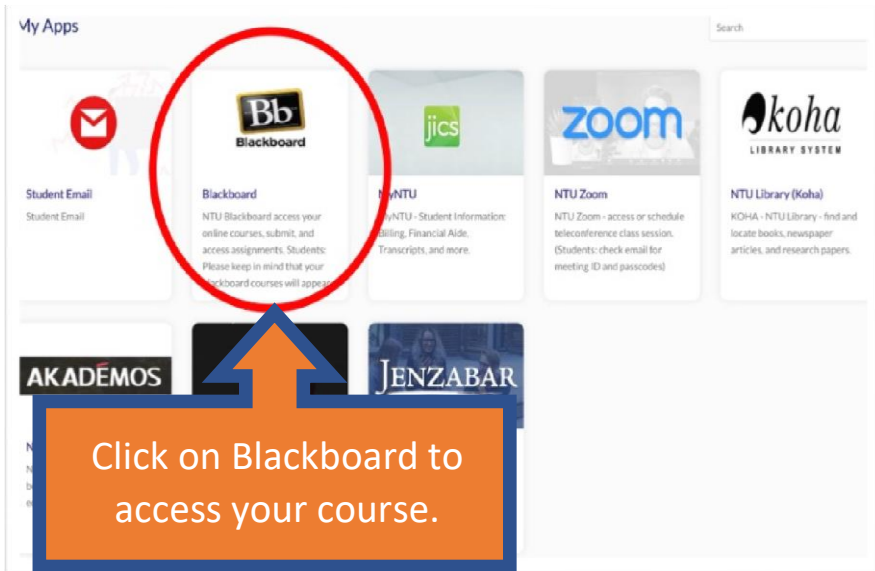 My Apps
Search
Bb
Blackboard
jics
zoom
koha
LIBRARY SYSTEM
Student Email
Student Email
Blackboard
NTU Blackboard access your
online courses, submit, and
access assignments. Students:
Please keep in mind that your
blackboard courses will appear
MyNTU
MyNTU - Student Information:
Billing, Financial Aide,
Transcripts, and more.
NTU Zoom
NTU Zoom - access or schedule
teleconference class session.
(Students: check email for
meeting ID and passcodes)
NTU Library (Koha)
KOHA - NTU Library - find and
locate books, newspaper
articles, and research papers.
AKADEMOS
JENZABAR
Click on Blackboard to
access your course.